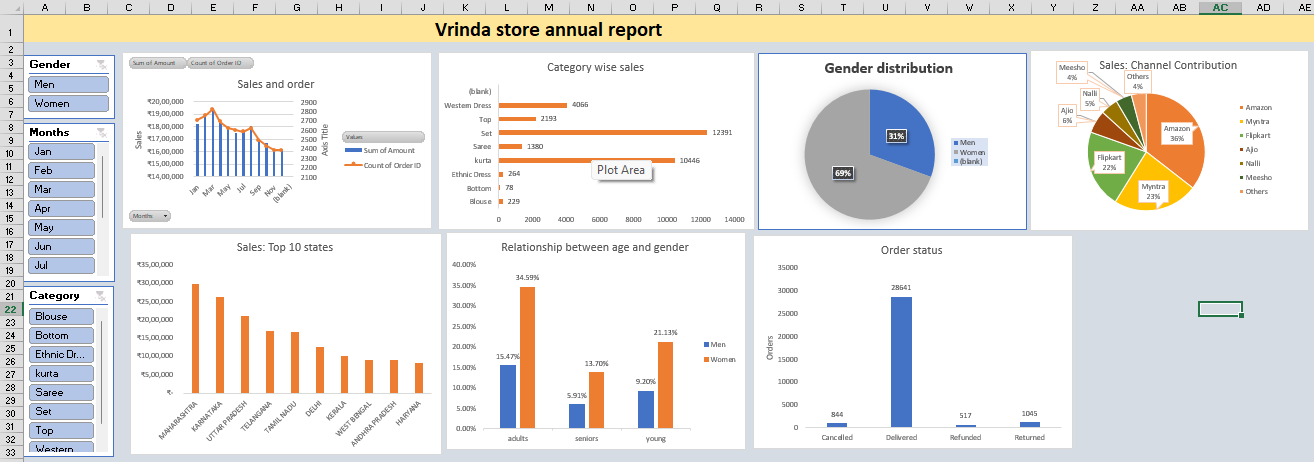 A B C D E F G H I J K L M N O P Q R S T U V W X Y Z AA AB AC AD AE
1 2 3 4 5 6 7 8 9 10 11 12 13 14 15 16 17 18 19 20 21 22 23 24 25 26 27 28 29 30 31 32 33
Vrinda store annual report
Gender
Men
Women
Months
Jan
Feb
Mar
Apr
May
Jun
Jul
Category
Blouse
Bottom
Ethnic Dr...
kurta
Saree
Set
Top
Western
Sum of Amount Count of Order ID
Sales and order
₹20,00,000 2900
₹19,00,000 2800
₹18,00,000 2700
2600
₹17,00,000 2500
₹16,00,000 2400
2300
₹15,00,000 2200
₹14,00,000 2100
Sales
Axis Title
Jan Mar May Jul Sep Nov (blank)
Values
Sum of Amount
Count of Order ID
Months
Category wise sales
(blank)
Western Dress 4066
Top 2193
Set 12391
Saree 1380
kurta 10446
Plot Area
Ethnic Dress 264
Bottom 78
Blouse 229
0 2000 4000 6000 8000 10000 12000 14000
Gender distribution
31%
69%
Men
Women
(blank)
Sales: Channel Contribution
Meesho 4%
Others 4%
Nalli 5%
Ajio 6%
Amazon 36%
Flipkart 22%
Myntra 23%
Amazon
Myntra
Flipkart
Ajio
Nalli
Meesho
Others
Sales: Top 10 states
₹35,00,000
₹30,00,000
₹25,00,000
₹20,00,000
₹15,00,000
₹10,00,000
₹5,00,000
₹-
MAHARASHTRA KARNATAKA UTTAR PRADESH TELANGANA TAMIL NADU DELHI KERALA WEST BENGAL ANDHRA PRADESH HARYANA
Relationship between age and gender
40.00%
35.00%
30.00%
25.00%
20.00%
15.00%
10.00%
5.00%
0.00%
15.47% 34.59% 5.91% 13.70% 9.20% 21.13%
adults seniors young
Men
Women
Order status
35000
30000
25000
20000
15000
10000
5000
0
Orders
844 28641 517 1045
Cancelled Delivered Refunded Returned